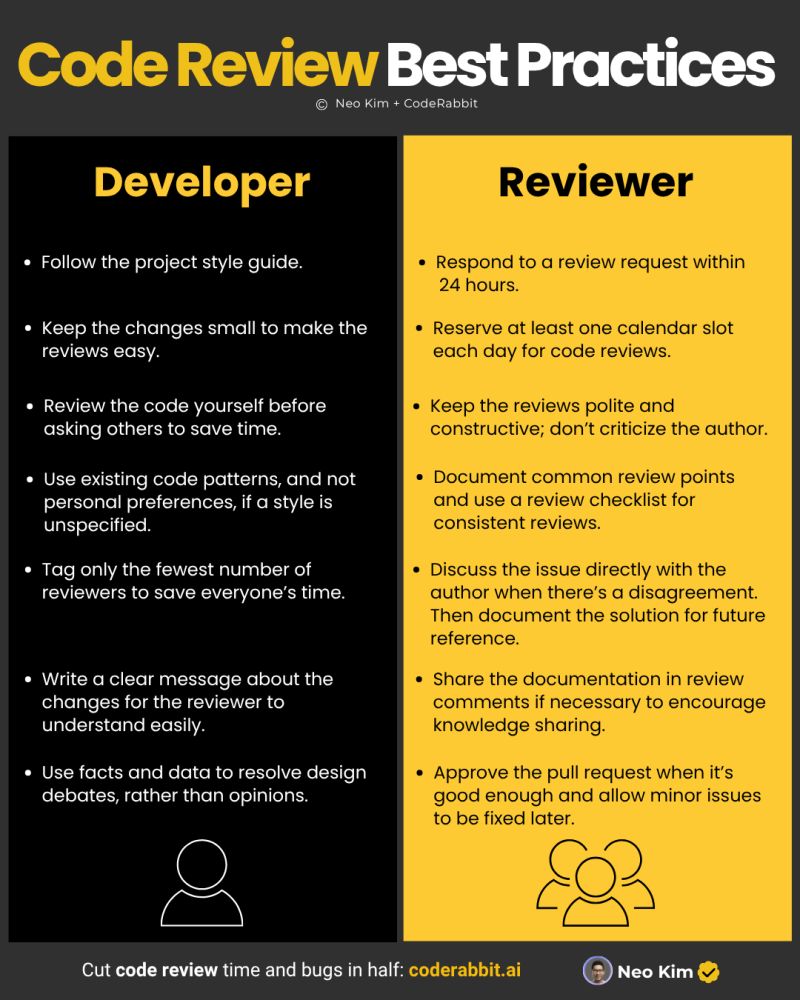 Code Review Best Practices
© Neo Kim + CodeRabbit
Developer
• Follow the project style guide.
• Keep the changes small to make the
reviews easy.
• Review the code yourself before
asking others to save time.
• Use existing code patterns, and not
personal preferences, if a style is
unspecified.
• Tag only the fewest number of
reviewers to save everyone's time.
• Write a clear message about the
changes for the reviewer to
understand easily.
• Use facts and data to resolve design
debates, rather than opinions.
Reviewer
• Respond to a review request within
24 hours.
• Reserve at least one calendar slot
each day for code reviews.
• Keep the reviews polite and
constructive; don't criticize the author.
• Document common review points
and use a review checklist for
consistent reviews.
• Discuss the issue directly with the
author when there's a disagreement.
Then document the solution for future
reference.
• Share the documentation in review
comments if necessary to encourage
knowledge sharing.
• Approve the pull request when it's
good enough and allow minor issues
to be fixed later.
Cut code review time and bugs in half: coderabbit.ai
Neo Kim